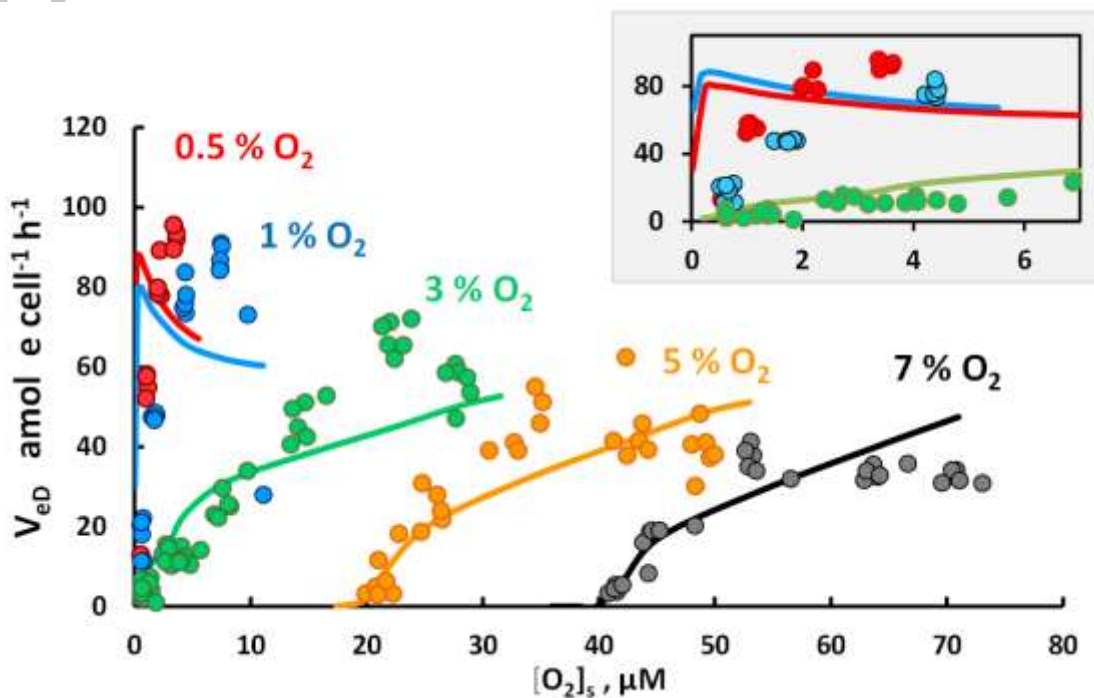 80
40
0
0 2 4 6
120
100
80
60
40
20
0
0.5 % O₂
1 % O₂
3 % O₂
5 % O₂
7 % O₂
VeD amol e cell⁻¹ h⁻¹
0 10 20 30 40 50 60 70 80
[O₂]ₛ , µM